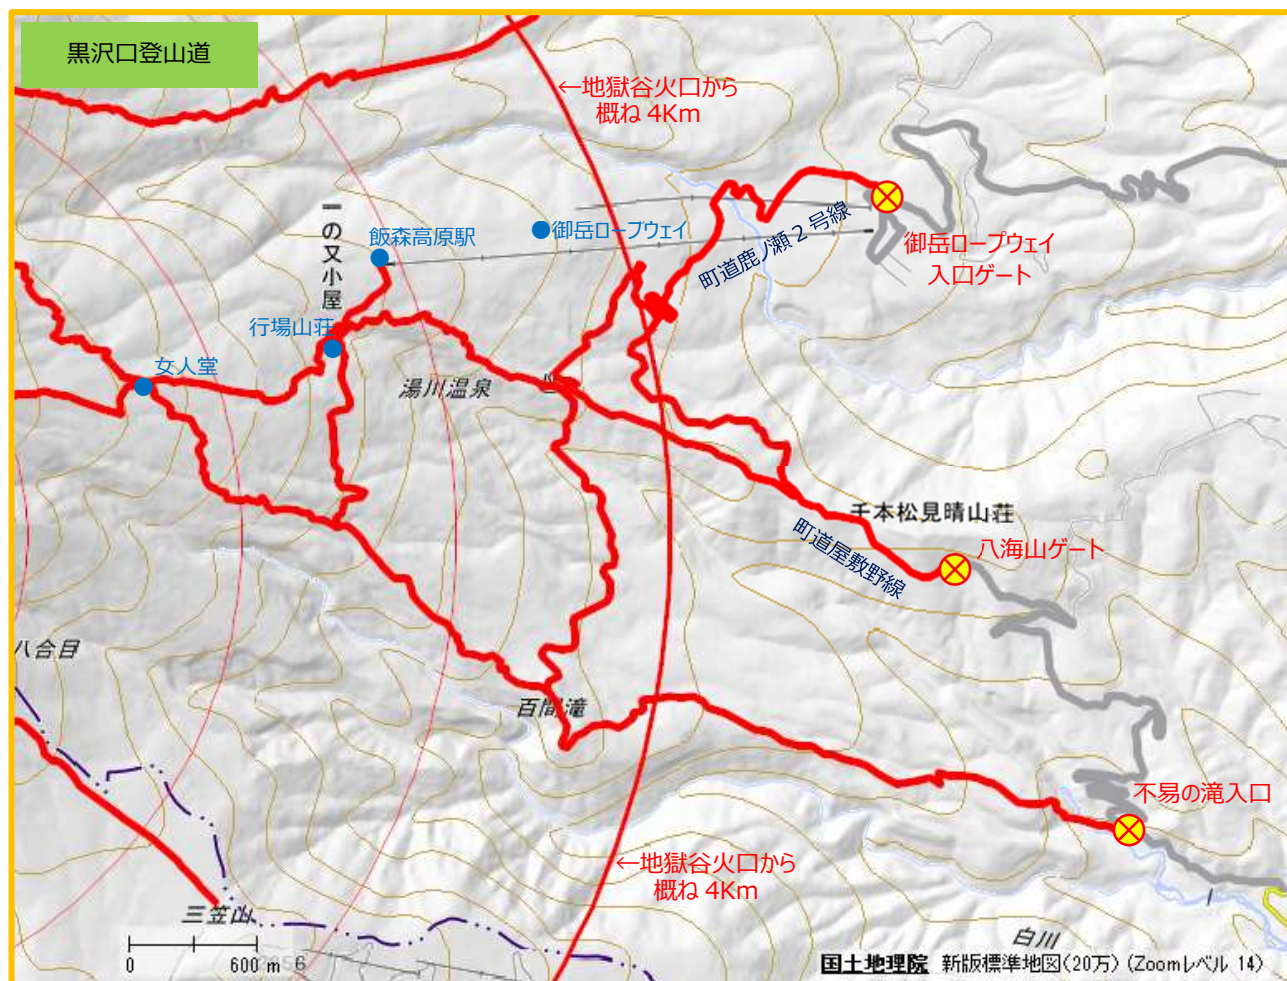 黒沢口登山道
←地獄谷火口から
概ね 4Km
一の又小屋
飯森高原駅
御岳ロープウェイ
町道鹿ノ瀬２号線
御岳ロープウェイ
入口ゲート
行場山荘
女人堂
湯川温泉
千本松見晴山荘
町道屋敷野線
八海山ゲート
八合目
百間滝
不易の滝入口
←地獄谷火口から
概ね 4Km
三笠山
白川
0 600 m
国土地理院 新版標準地図(20万) (Zoomレベル 14)